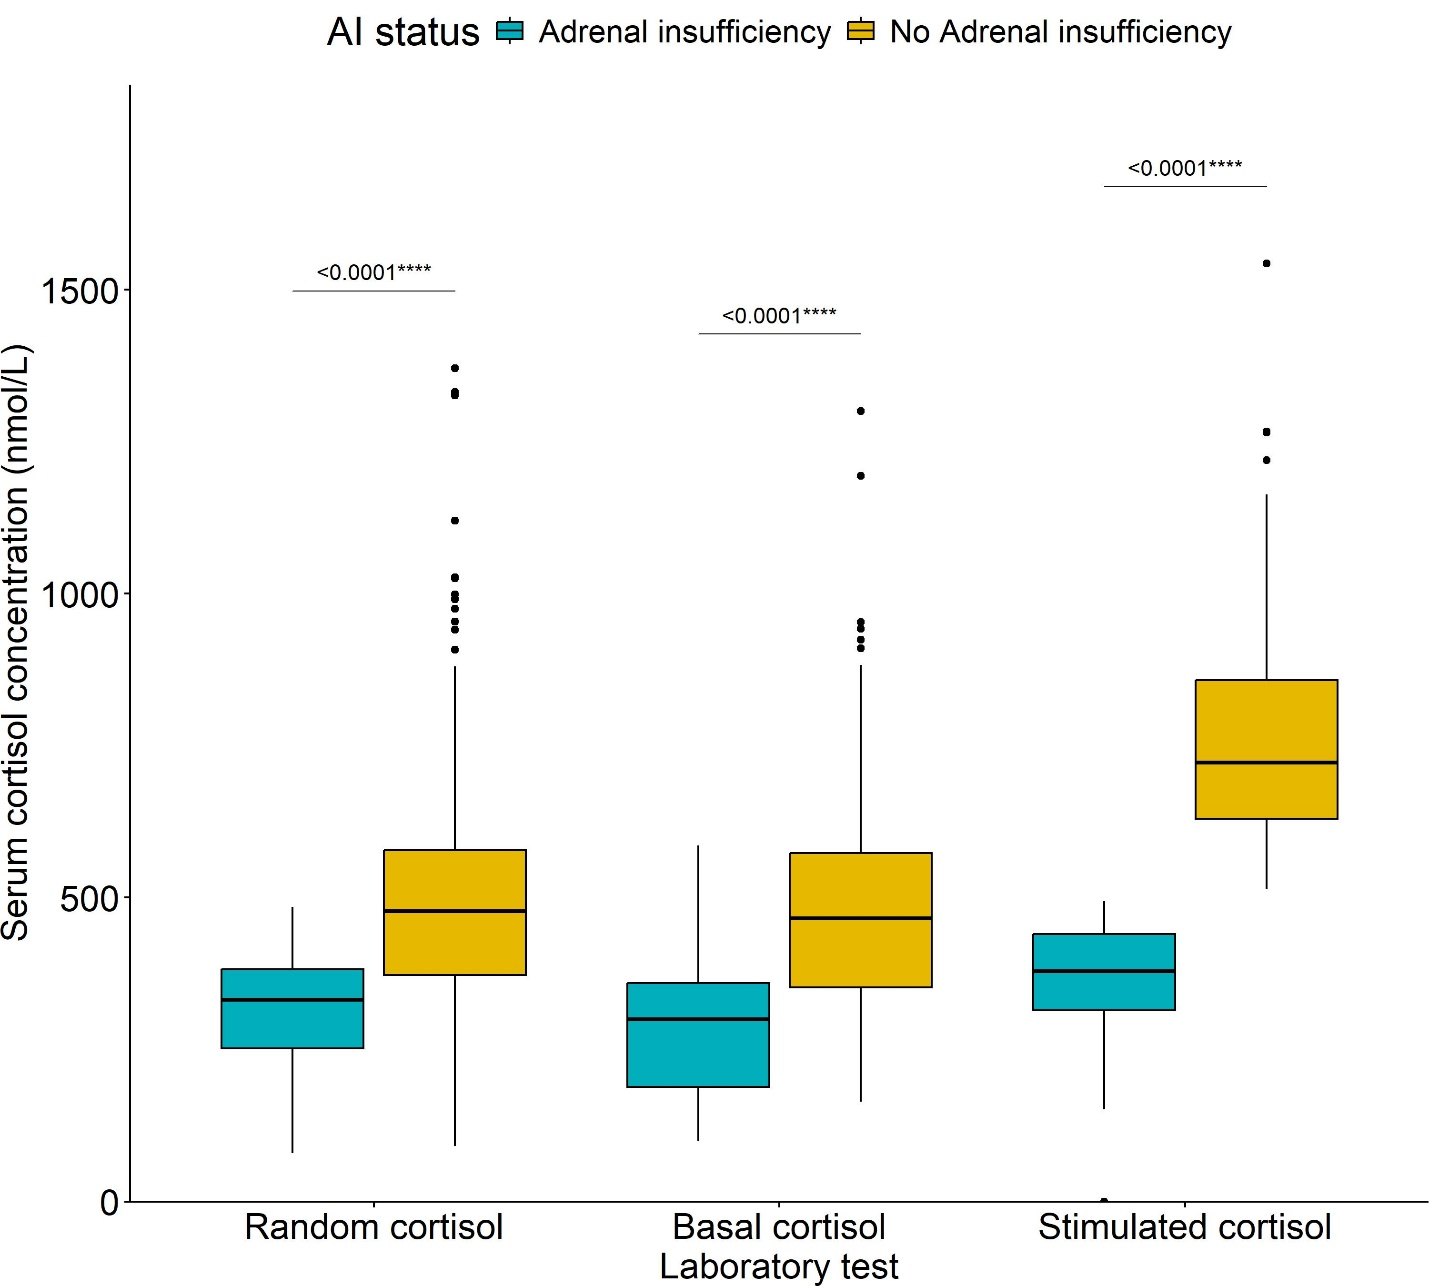 AI status Adrenal insufficiency No Adrenal insufficiency
<0.0001****
<0.0001****
<0.0001****
Serum cortisol concentration (nmol/L)
1500
1000
500
0
Random cortisol Basal cortisol Stimulated cortisol
Laboratory test